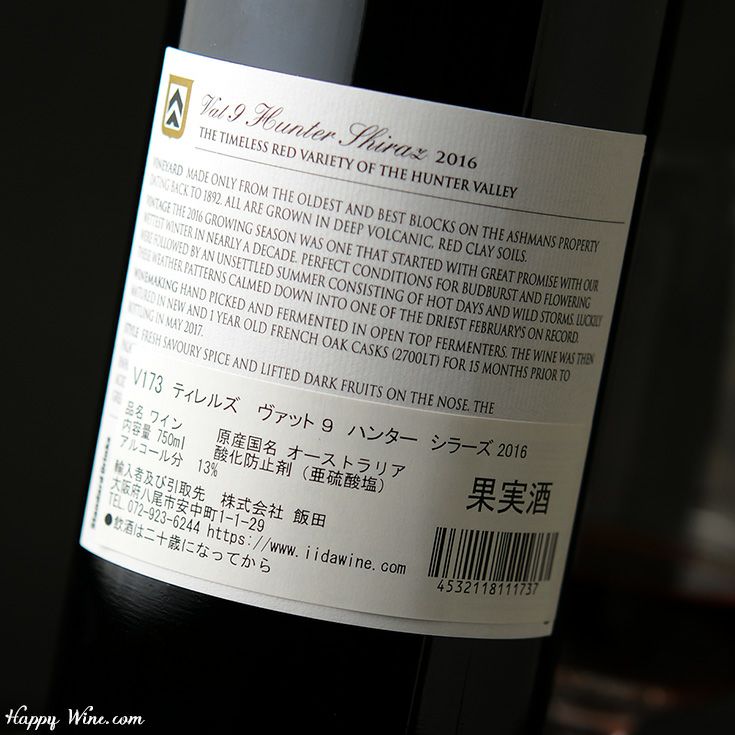 Vat 9 Hunter Shiraz 2016
THE TIMELESS RED VARIETY OF THE HUNTER VALLEY
VINEYARD MADE ONLY FROM THE OLDEST AND BEST BLOCKS ON THE ASHMANS PROPERTY
DATING BACK TO 1892. ALL ARE GROWN IN DEEP VOLCANIC, RED CLAY SOILS.
VINTAGE THE 2016 GROWING SEASON WAS ONE THAT STARTED WITH GREAT PROMISE WITH OUR
WETTEST WINTER IN NEARLY A DECADE. PERFECT CONDITIONS FOR BUDBURST AND FLOWERING
WERE FOLLOWED BY AN UNSETTLED SUMMER CONSISTING OF HOT DAYS AND WILD STORMS. LUCKILY
THESE WEATHER PATTERNS CALMED DOWN INTO ONE OF THE DRIEST FEBRUARY'S ON RECORD.
WINEMAKING HAND PICKED AND FERMENTED IN OPEN TOP FERMENTERS. THE WINE WAS THEN
MATURED IN NEW AND 1 YEAR OLD FRENCH OAK CASKS (2700LT) FOR 15 MONTHS PRIOR TO
BOTTLING IN MAY 2017.
STYLE FRESH SAVOURY SPICE AND LIFTED DARK FRUITS ON THE NOSE. THE
V173 ティレルズ ヴァット9 ハンター シラーズ 2016
品名 ワイン 原産国名 オーストラリア
内容量 750ml 酸化防止剤(亜硫酸塩)
アルコール分 13%
果実酒
輸入者及び引取先 株式会社 飯田
大阪府八尾市安中町1-1-29
TEL.072-923-6244 https://www.iidawine.com
●飲酒は二十歳になってから
4532118111737
Happy Wine.com